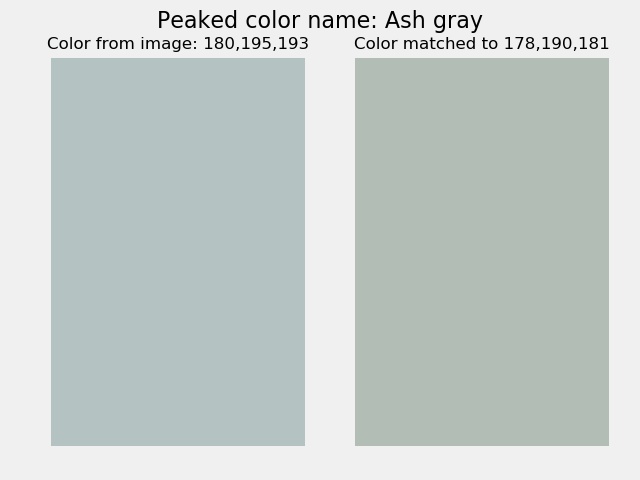 Peaked color name: Ash gray
Color from image: 180,195,193
Color matched to 178,190,181